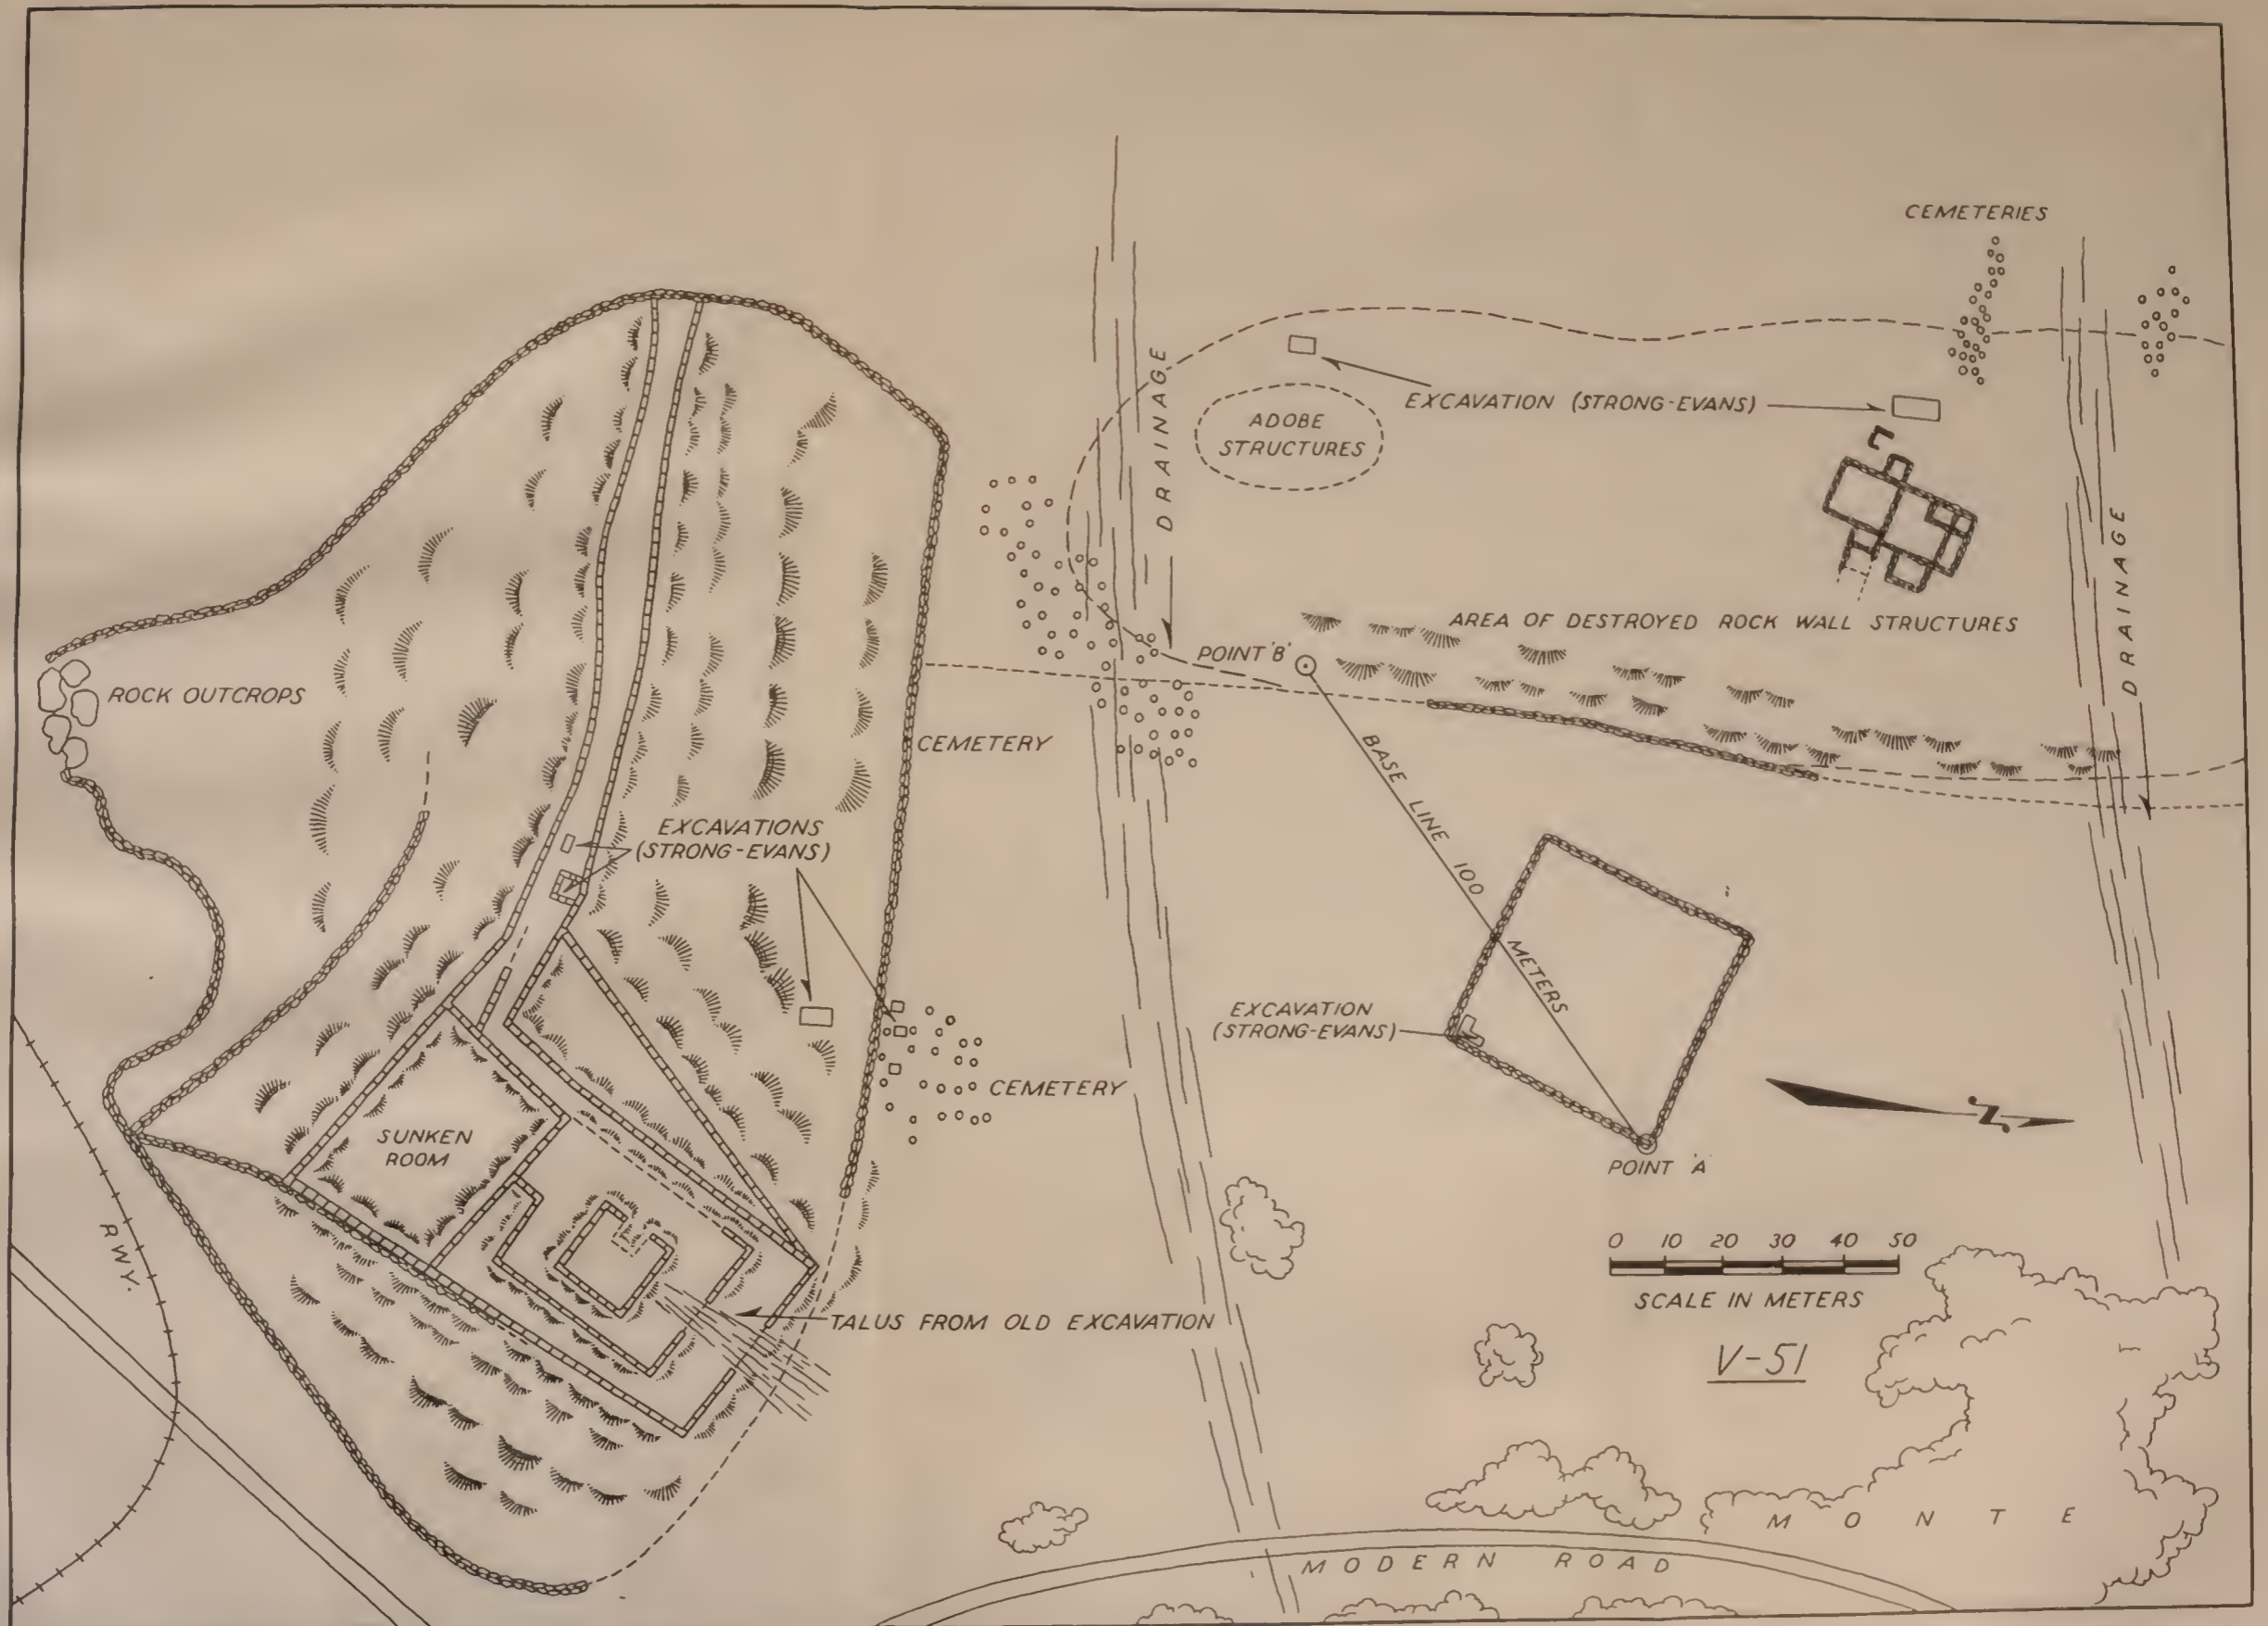 CEMETERIES
DRAINAGE
EXCAVATION (STRONG-EVANS)
ADOBE
STRUCTURES
DRAINAGE
AREA OF DESTROYED ROCK WALL STRUCTURES
POINT 'B'
ROCK OUTCROPS
CEMETERY
BASE LINE 100 METERS
EXCAVATIONS
(STRONG-EVANS)
EXCAVATION
(STRONG-EVANS)
CEMETERY
N
SUNKEN
ROOM
POINT 'A'
RWY.
0 10 20 30 40 50
SCALE IN METERS
TALUS FROM OLD EXCAVATION
V-51
MONTE
MODERN ROAD